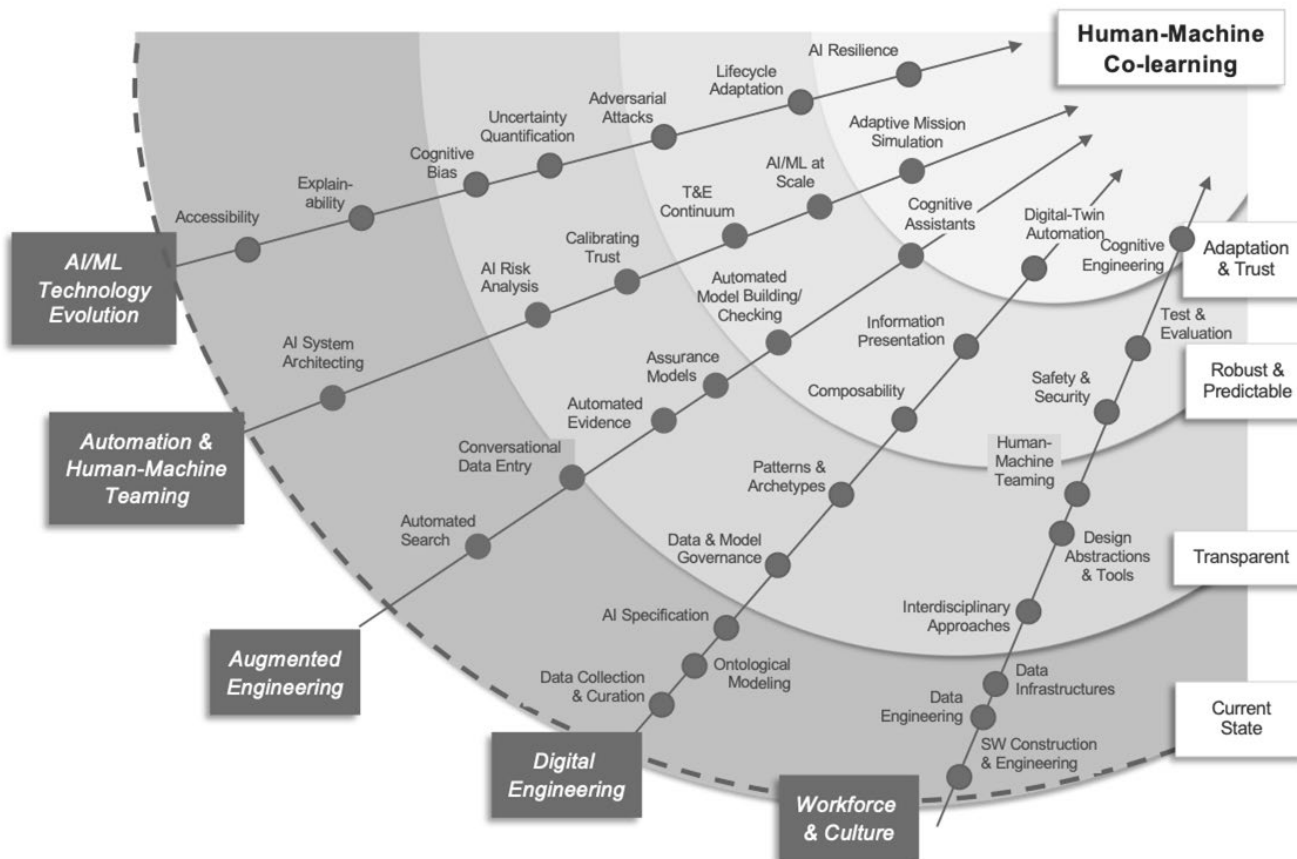 Human-Machine
Co-learning
AI Resilience
Lifecycle
Adaptation
Adversarial
Attacks
Uncertainty
Quantification
Cognitive
Bias
Explain-
ability
Accessibility
AI/ML
Technology
Evolution
Adaptive Mission
Simulation
AI/ML at
Scale
T&E
Continuum
Calibrating
Trust
AI Risk
Analysis
AI System
Architecting
Automation &
Human-Machine
Teaming
Cognitive
Assistants
Automated
Model Building/
Checking
Assurance
Models
Automated
Evidence
Conversational
Data Entry
Automated
Search
Augmented
Engineering
Digital-Twin
Automation
Information
Presentation
Composability
Patterns &
Archetypes
Data & Model
Governance
AI Specification
Ontological
Modeling
Data Collection
& Curation
Digital
Engineering
Cognitive
Engineering
Test &
Evaluation
Safety &
Security
Human-
Machine
Teaming
Design
Abstractions
& Tools
Interdisciplinary
Approaches
Data
Infrastructures
Data
Engineering
SW Construction
& Engineering
Workforce
& Culture
Adaptation
& Trust
Robust &
Predictable
Transparent
Current
State